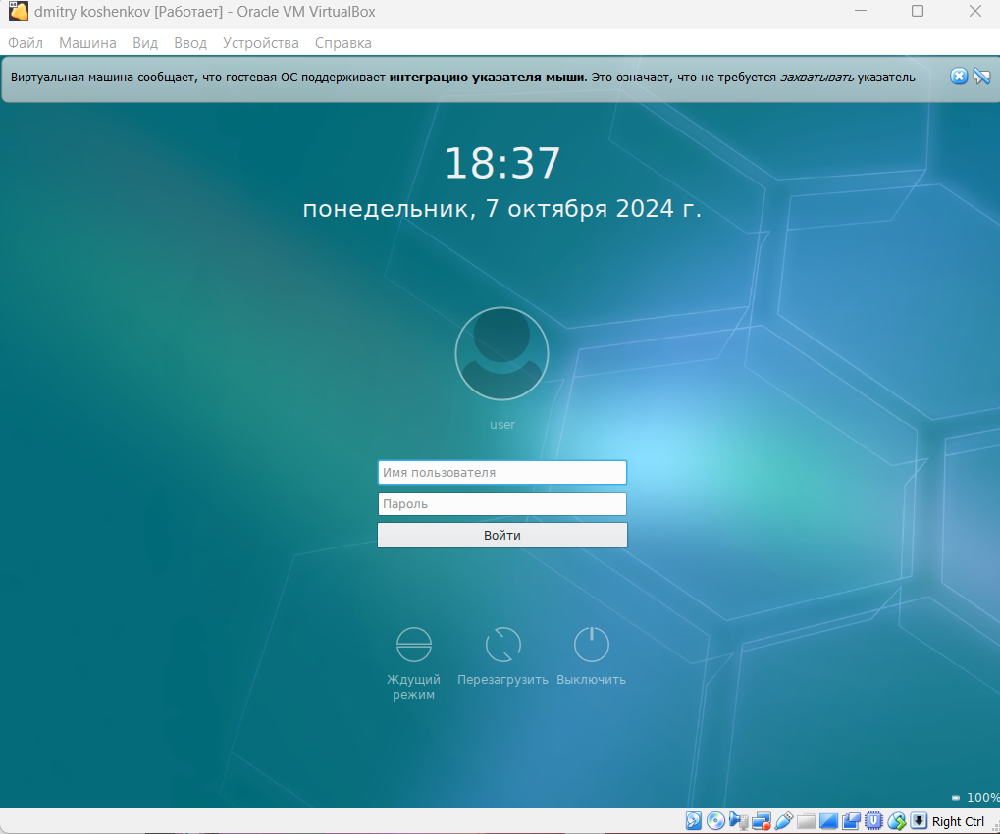 dmitry koshenkov [Работает] - Oracle VM VirtualBox
Файл Машина Вид Ввод Устройства Справка
Виртуальная машина сообщает, что гостевая ОС поддерживает интеграцию указателя мыши. Это означает, что не требуется захватывать указатель
18:37
понедельник, 7 октября 2024 г.
user
Имя пользователя
Пароль
Войти
Ждущий режим
Перезагрузить
Выключить
100%
Right Ctrl